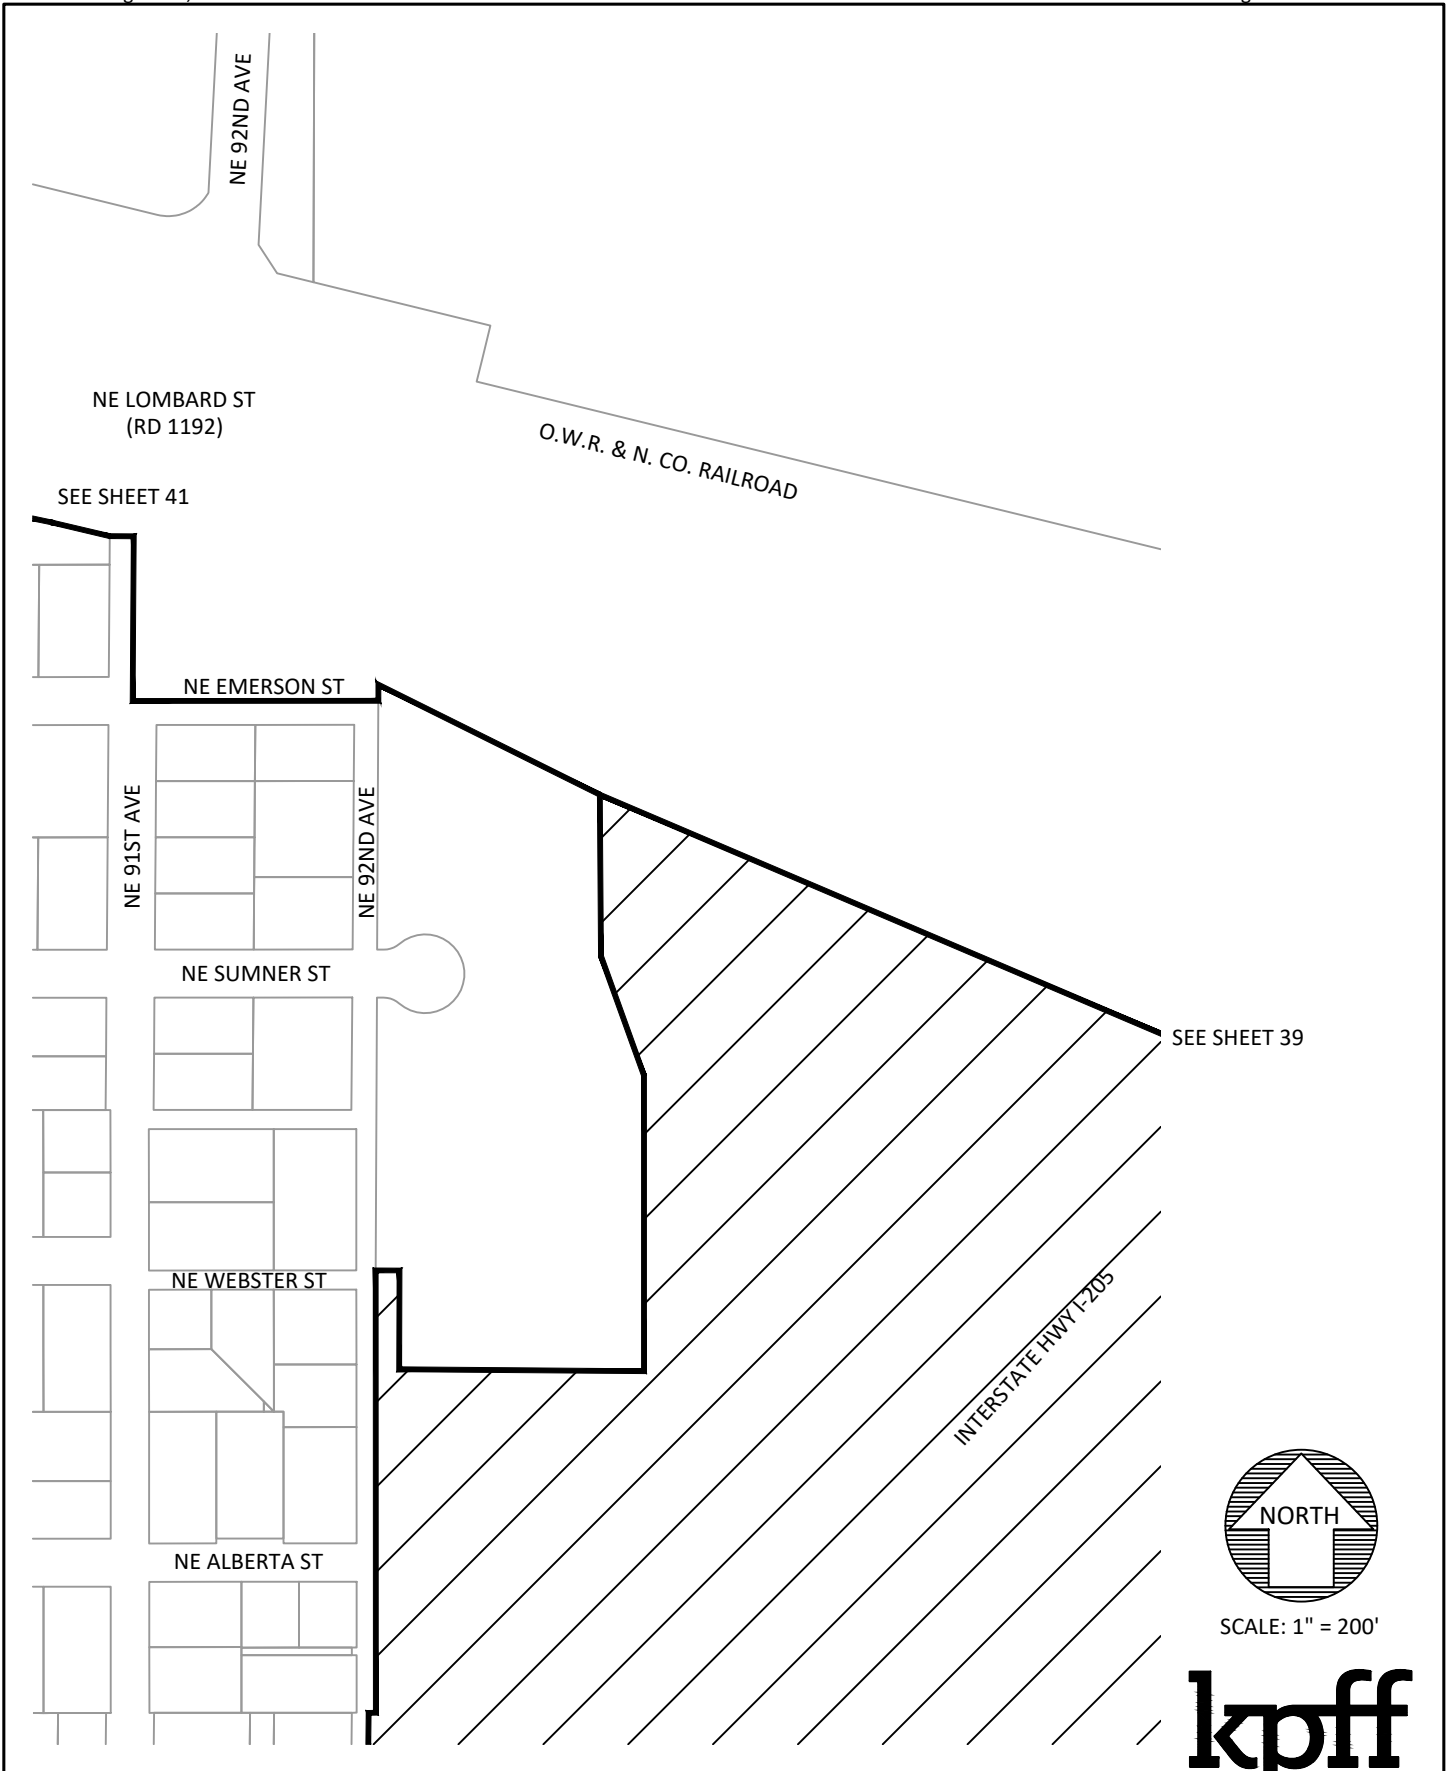 NE 92ND AVE
NE LOMBARD ST
(RD 1192)
O.W.R. & N. CO. RAILROAD
SEE SHEET 41
NE EMERSON ST
NE 91ST AVE
NE 92ND AVE
NE SUMNER ST
SEE SHEET 39
NE WEBSTER ST
INTERSTATE HWY I-205
NORTH
NE ALBERTA ST
SCALE: 1" = 200'
kpff